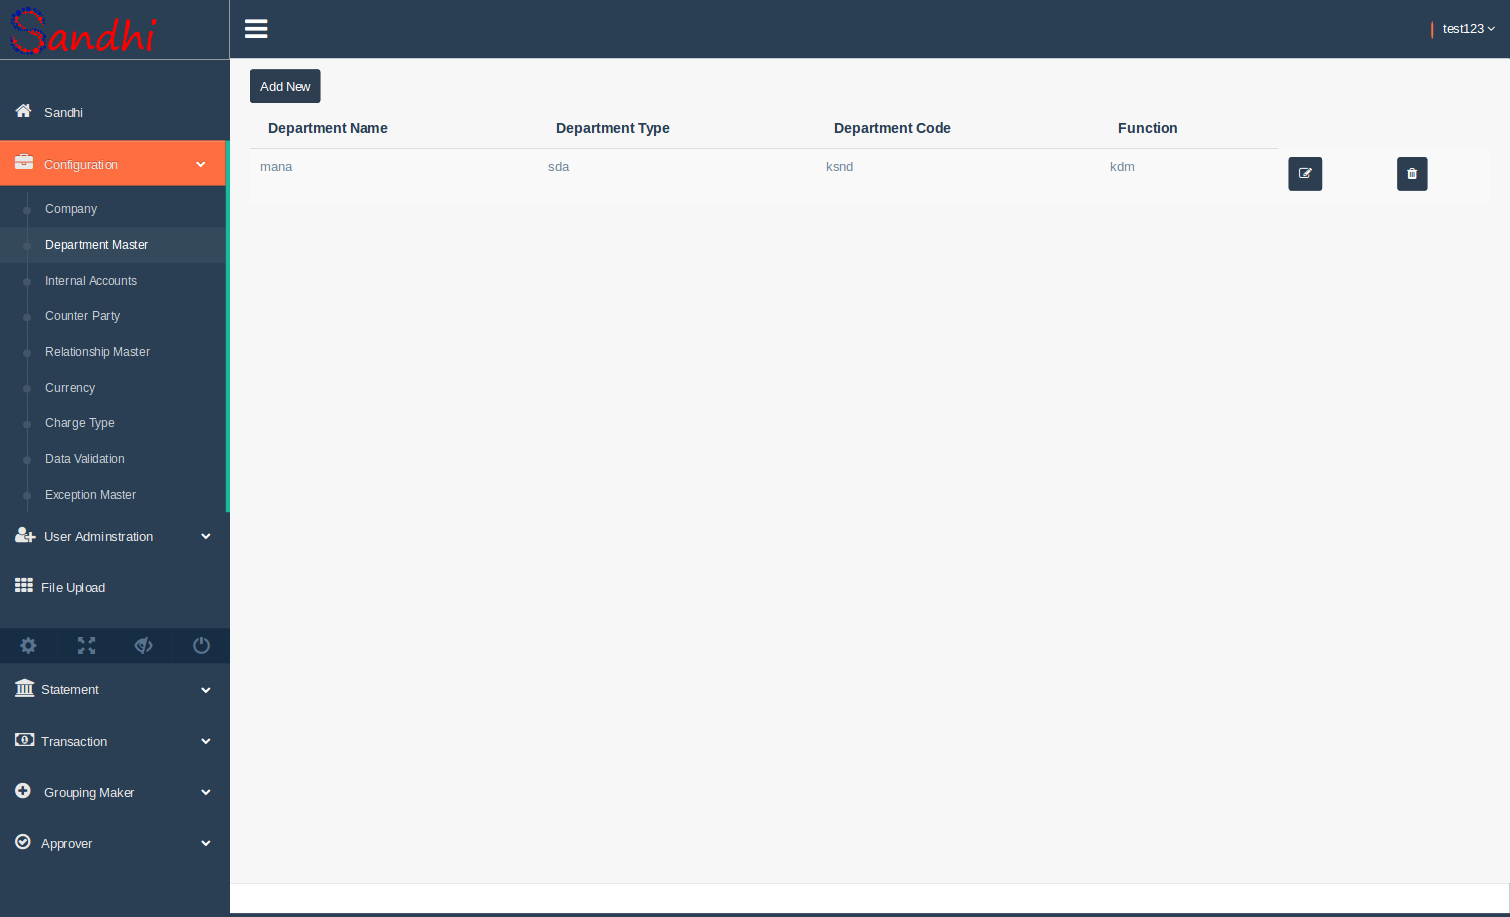 Sandhi
test123
Add New
Department Name Department Type Department Code Function
mana sda ksnd kdm
Sandhi
Configuration
Company
Department Master
Internal Accounts
Counter Party
Relationship Master
Currency
Charge Type
Data Validation
Exception Master
User Adminstration
File Upload
Statement
Transaction
Grouping Maker
Approver